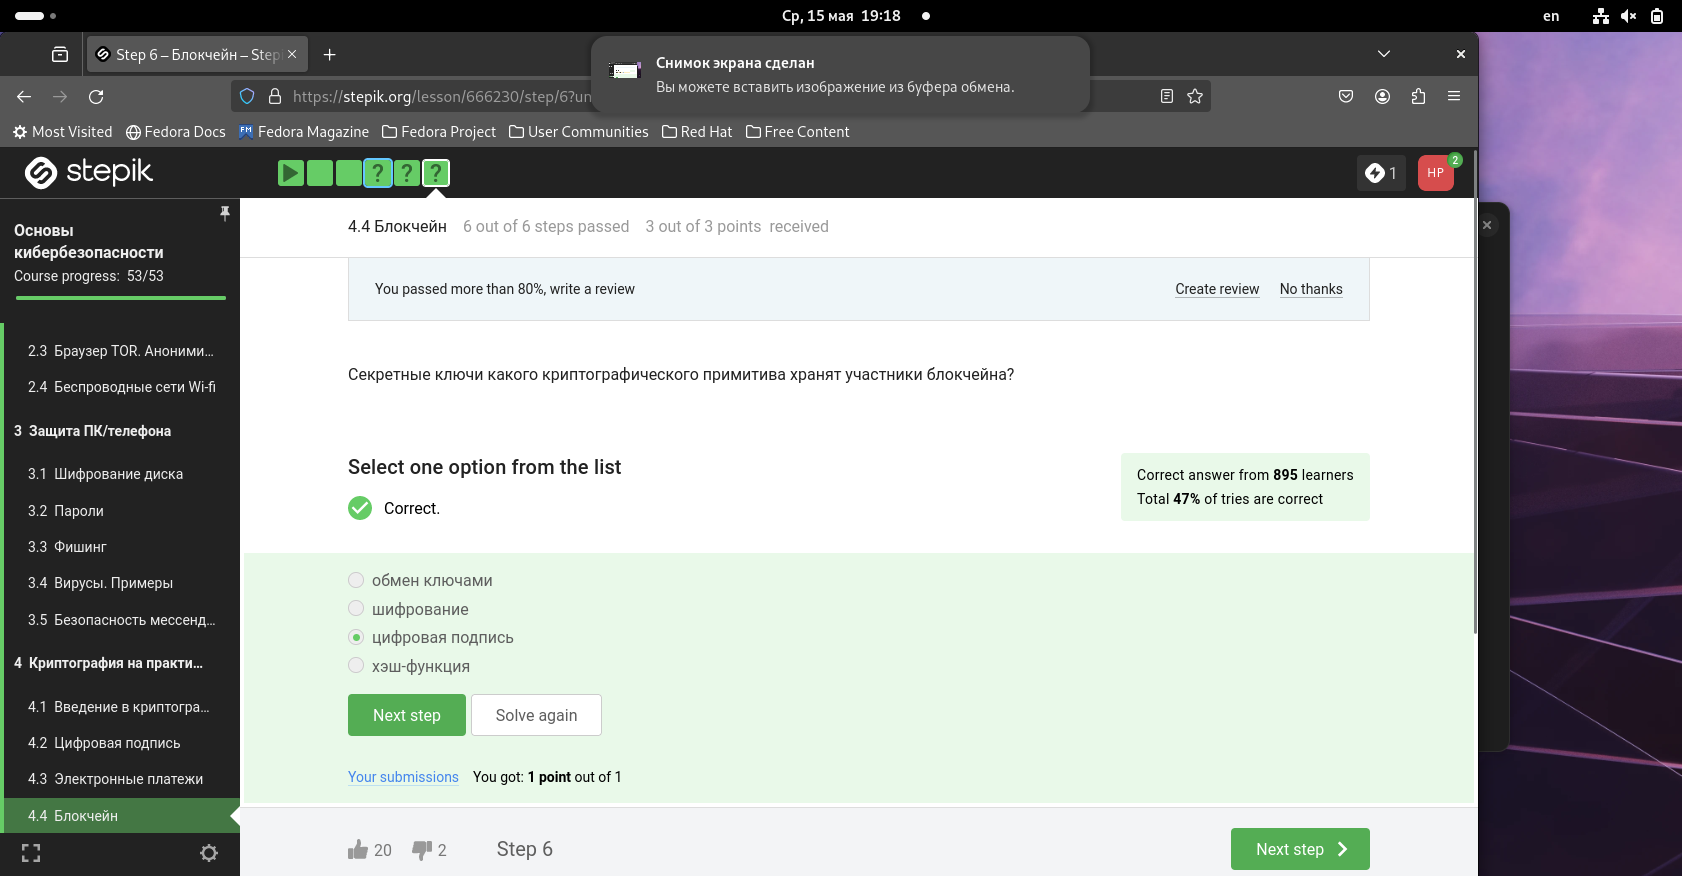 Ср, 15 мая 19:18
en
Step 6 – Блокчейн – Step
Снимок экрана сделан
Вы можете вставить изображение из буфера обмена.
https://stepik.org/lesson/666230/step/6?un
Most Visited
Fedora Docs
Fedora Magazine
Fedora Project
User Communities
Red Hat
Free Content
stepik
1
HP
2
Основы
кибербезопасности
Course progress: 53/53
2.3 Браузер TOR. Аноними...
2.4 Беспроводные сети Wi-fi
3 Защита ПК/телефона
3.1 Шифрование диска
3.2 Пароли
3.3 Фишинг
3.4 Вирусы. Примеры
3.5 Безопасность мессенд...
4 Криптография на практи...
4.1 Введение в криптогра...
4.2 Цифровая подпись
4.3 Электронные платежи
4.4 Блокчейн
4.4 Блокчейн 6 out of 6 steps passed 3 out of 3 points received
You passed more than 80%, write a review
Create review
No thanks
Секретные ключи какого криптографического примитива хранят участники блокчейна?
Select one option from the list
Correct.
Correct answer from 895 learners
Total 47% of tries are correct
обмен ключами
шифрование
цифровая подпись
хэш-функция
Next step
Solve again
Your submissions You got: 1 point out of 1
20
2
Step 6
Next step